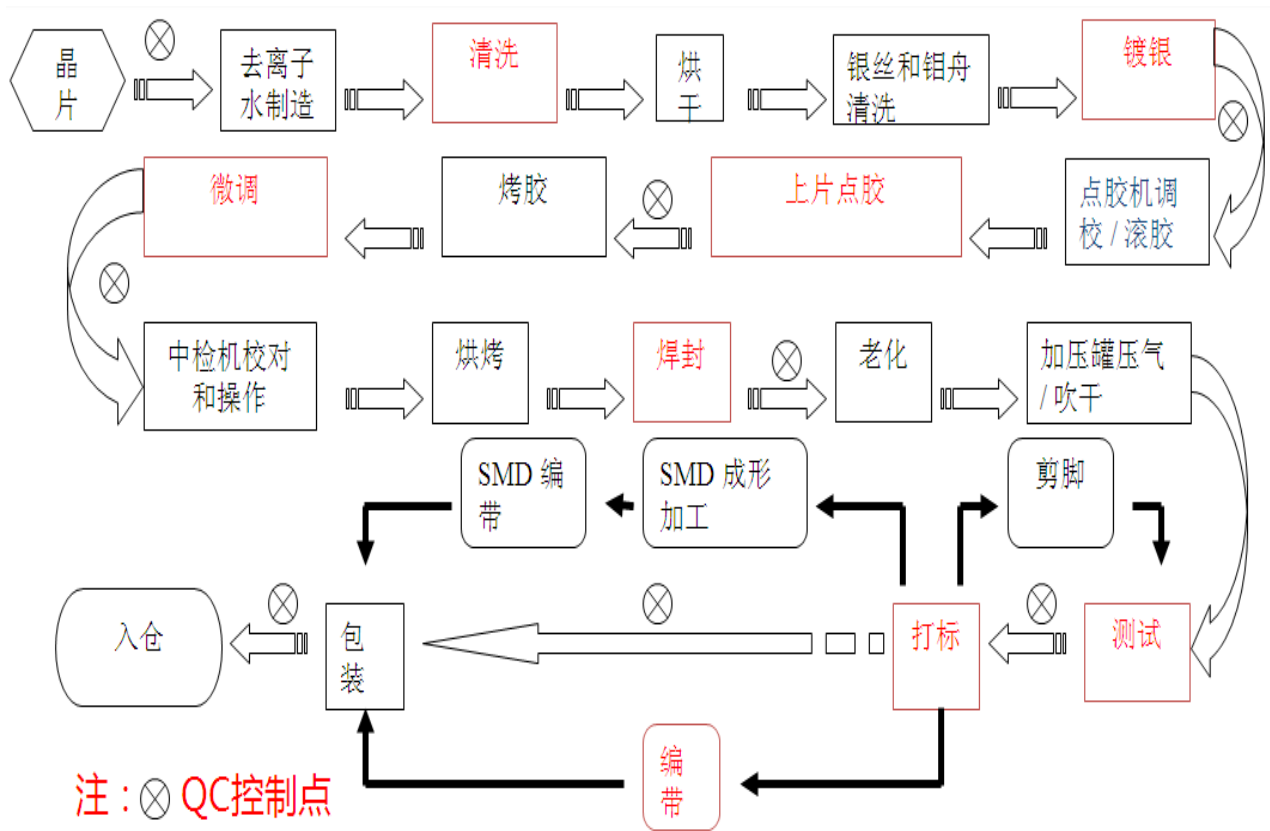 晶
片
去离子
水制造
清洗
烘
干
银丝和钼舟
清洗
镀银
点胶机调
校 / 滚胶
上片点胶
烤胶
微调
中检机校对
和操作
烘烤
焊封
老化
加压罐压气
/ 吹干
SMD 编
带
SMD 成形
加工
剪脚
入仓
包
装
打标
测试
编
带
注:⊗ QC控制点